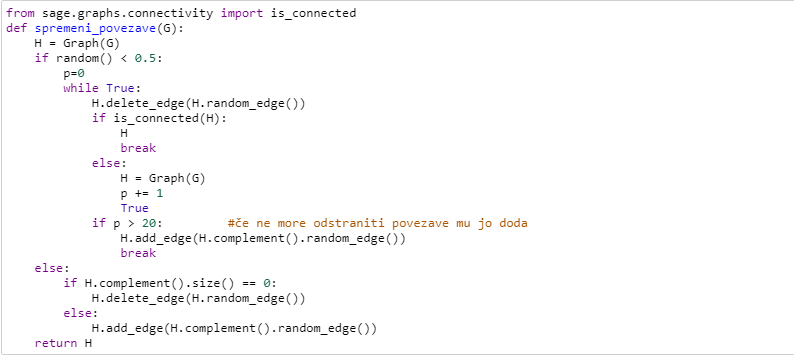 from sage.graphs.connectivity import is_connected
def spremeni_povezave(G):
    H = Graph(G)
    if random() < 0.5:
        p=0
        while True:
            H.delete_edge(H.random_edge())
            if is_connected(H):
                H
                break
            else:
                H = Graph(G)
                p += 1
                True
            if p > 20:         #če ne more odstraniti povezave mu jo doda
                H.add_edge(H.complement().random_edge())
                break
    else:
        if H.complement().size() == 0:
            H.delete_edge(H.random_edge())
        else:
            H.add_edge(H.complement().random_edge())
    return H